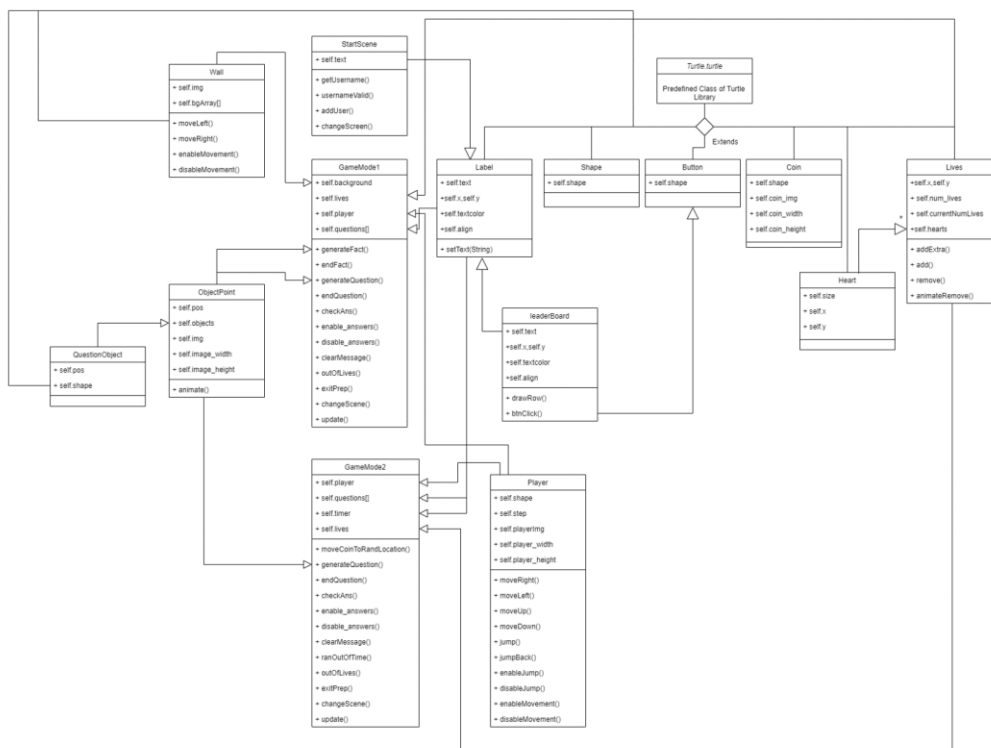 StartScene
+ self.text
+ getUsername()
+ usernameValid()
+ addUser()
+ changeScreen()
Wall
+ self.img
+ self.bgArray[]
+ moveLeft()
+ moveRight()
+ enableMovement()
+ disableMovement()
Turtle.turtle
Predefined Class of Turtle
Library
Extends
GameMode1
+ self.background
+ self.lives
+ self.player
+ self.questions[]
+ generateFact()
+ endFact()
+ generateQuestion()
+ endQuestion()
+ checkAns()
+ enable_answers()
+ disable_answers()
+ clearMessage()
+ outOfLives()
+ exitPrep()
+ changeScene()
+ update()
Label
+ self.text
+ self.x,self.y
+self.textcolor
+self.align
+ setText(String)
Shape
+ self.shape
Button
+ self.shape
Coin
+ self.shape
+ self.coin_img
+ self.coin_width
+ self.coin_height
Lives
+self.x,self.y
+ self.num_lives
+ self.currentNumLives
+self.hearts
+ addExtra()
+ add()
+ remove()
+ animateRemove()
*
Heart
+ self.size
+ self.x
+ self.y
ObjectPoint
+ self.pos
+ self.objects
+ self.img
+ self.image_width
+ self.image_height
+ animate()
QuestionObject
+ self.pos
+ self.shape
leaderBoard
+ self.text
+self.x,self.y
+self.textcolor
+self.align
+ drawRow()
+ btnClick()
GameMode2
+ self.player
+ self.questions[]
+ self.timer
+ self.lives
+ moveCoinToRandLocation()
+ generateQuestion()
+ endQuestion()
+ checkAns()
+ enable_answers()
+ disable_answers()
+ clearMessage()
+ ranOutOfTime()
+ outOfLives()
+ exitPrep()
+ changeScene()
+ update()
Player
+ self.shape
+ self.step
+ self.playerImg
+ self.player_width
+ self.player_height
+ moveRight()
+ moveLeft()
+ moveUp()
+ moveDown()
+ jump()
+ jumpBack()
+ enableJump()
+ disableJump()
+ enableMovement()
+ disableMovement()